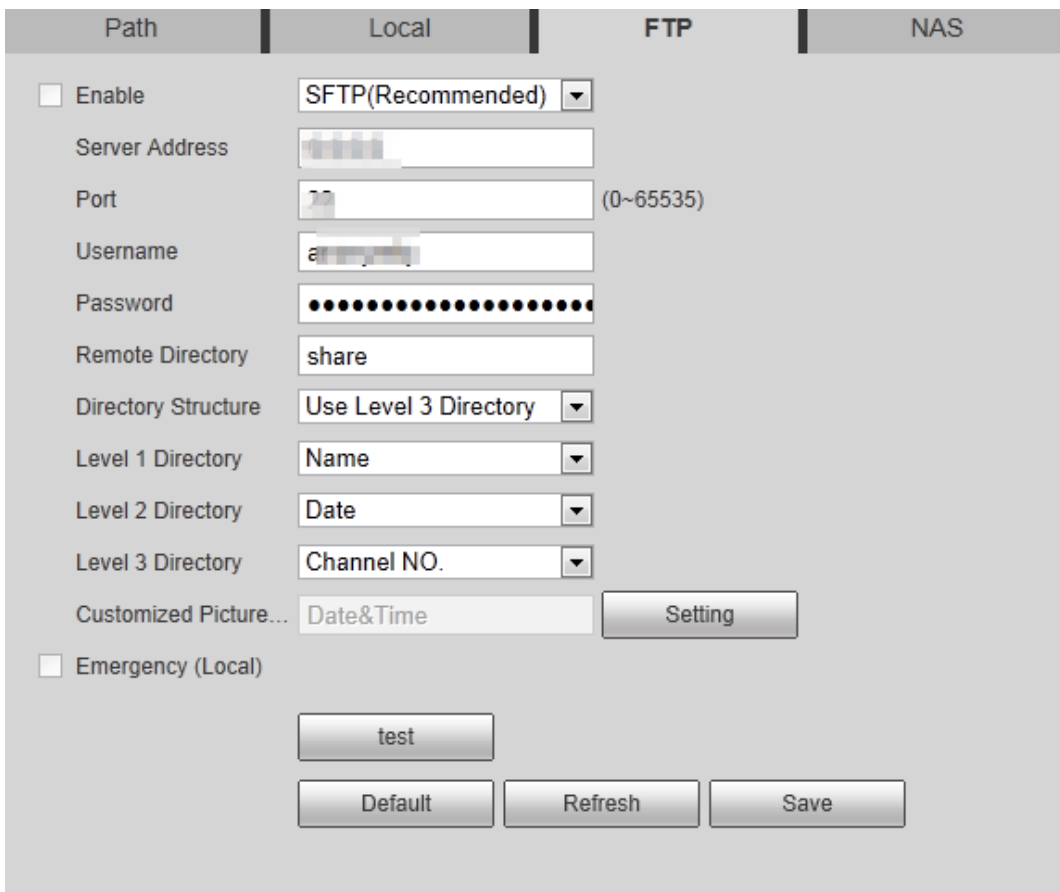 Path Local FTP NAS
Enable SFTP(Recommended)
Server Address
Port (0~65535)
Username
Password ●●●●●●●●●●●●●●●●●●●●
Remote Directory share
Directory Structure Use Level 3 Directory
Level 1 Directory Name
Level 2 Directory Date
Level 3 Directory Channel NO.
Customized Picture... Date&Time Setting
Emergency (Local)
test
Default Refresh Save